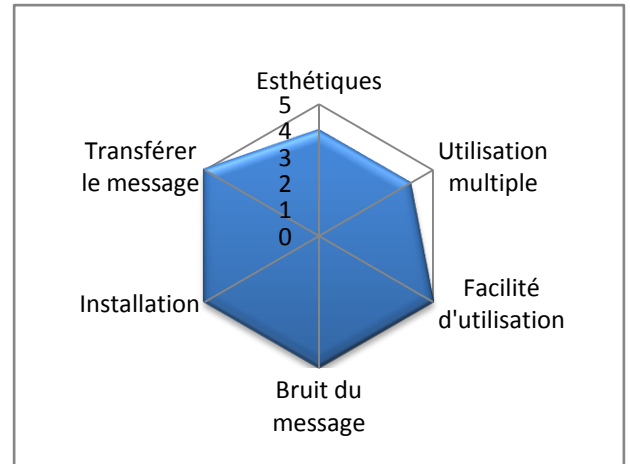 Esthétiques
5
4
3
2
1
0
Utilisation
multiple
Facilité
d'utilisation
Bruit du
message
Installation
Transférer
le message